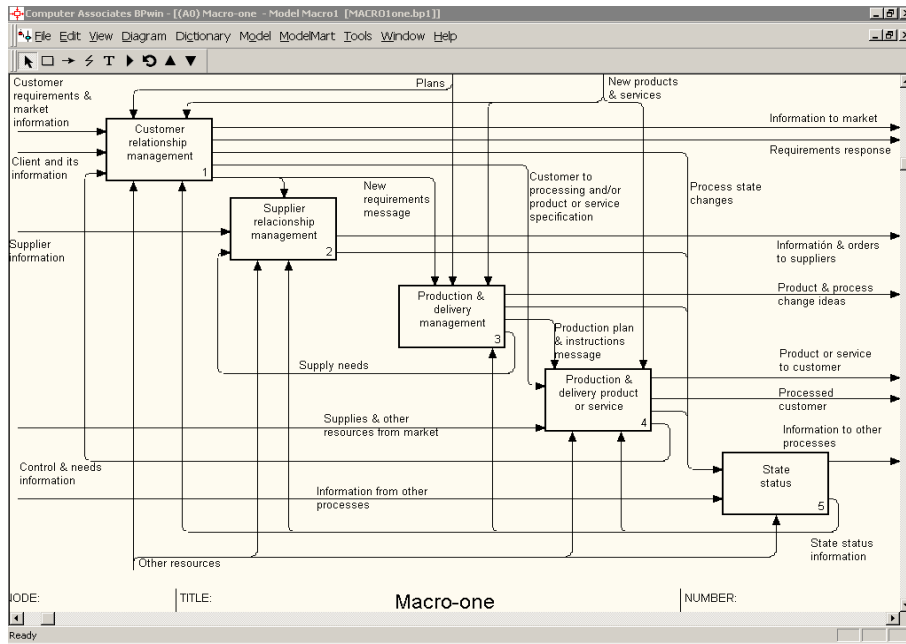 Computer Associates BPwin - [(A0) Macro-one - Model Macro1 [MACRO1one.bp1]]
File Edit View Diagram Dictionary Model ModelMart Tools Window Help
T
Customer
requirements &
market
information
Plans
New products
& services
Customer
relationship
management
1
Information to market
Requirements response
Client and its
information
New
requirements
message
Customer to
processing and/or
product or service
specification
Process state
changes
Supplier
relacionship
management
2
Supplier
information
Informatión & orders
to suppliers
Production &
delivery
management
3
Product & process
change ideas
Production plan
& instructions
message
Supply needs
Product or service
to customer
Production &
delivery product
or service
4
Processed
customer
Supplies & other
resources from market
Information to other
processes
Control & needs
information
State
status
5
Information from other
processes
State status
information
Other resources
NODE:
TITLE:
Macro-one
NUMBER:
Ready